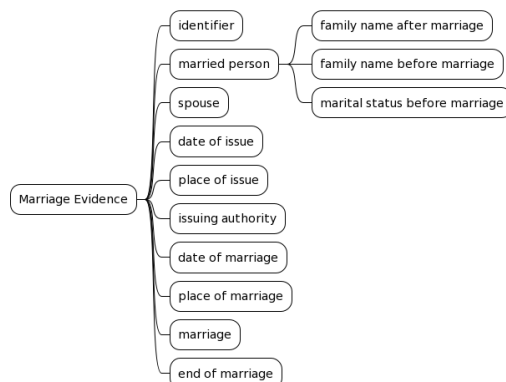 Marriage Evidence
identifier
married person
family name after marriage
family name before marriage
marital status before marriage
spouse
date of issue
place of issue
issuing authority
date of marriage
place of marriage
marriage
end of marriage